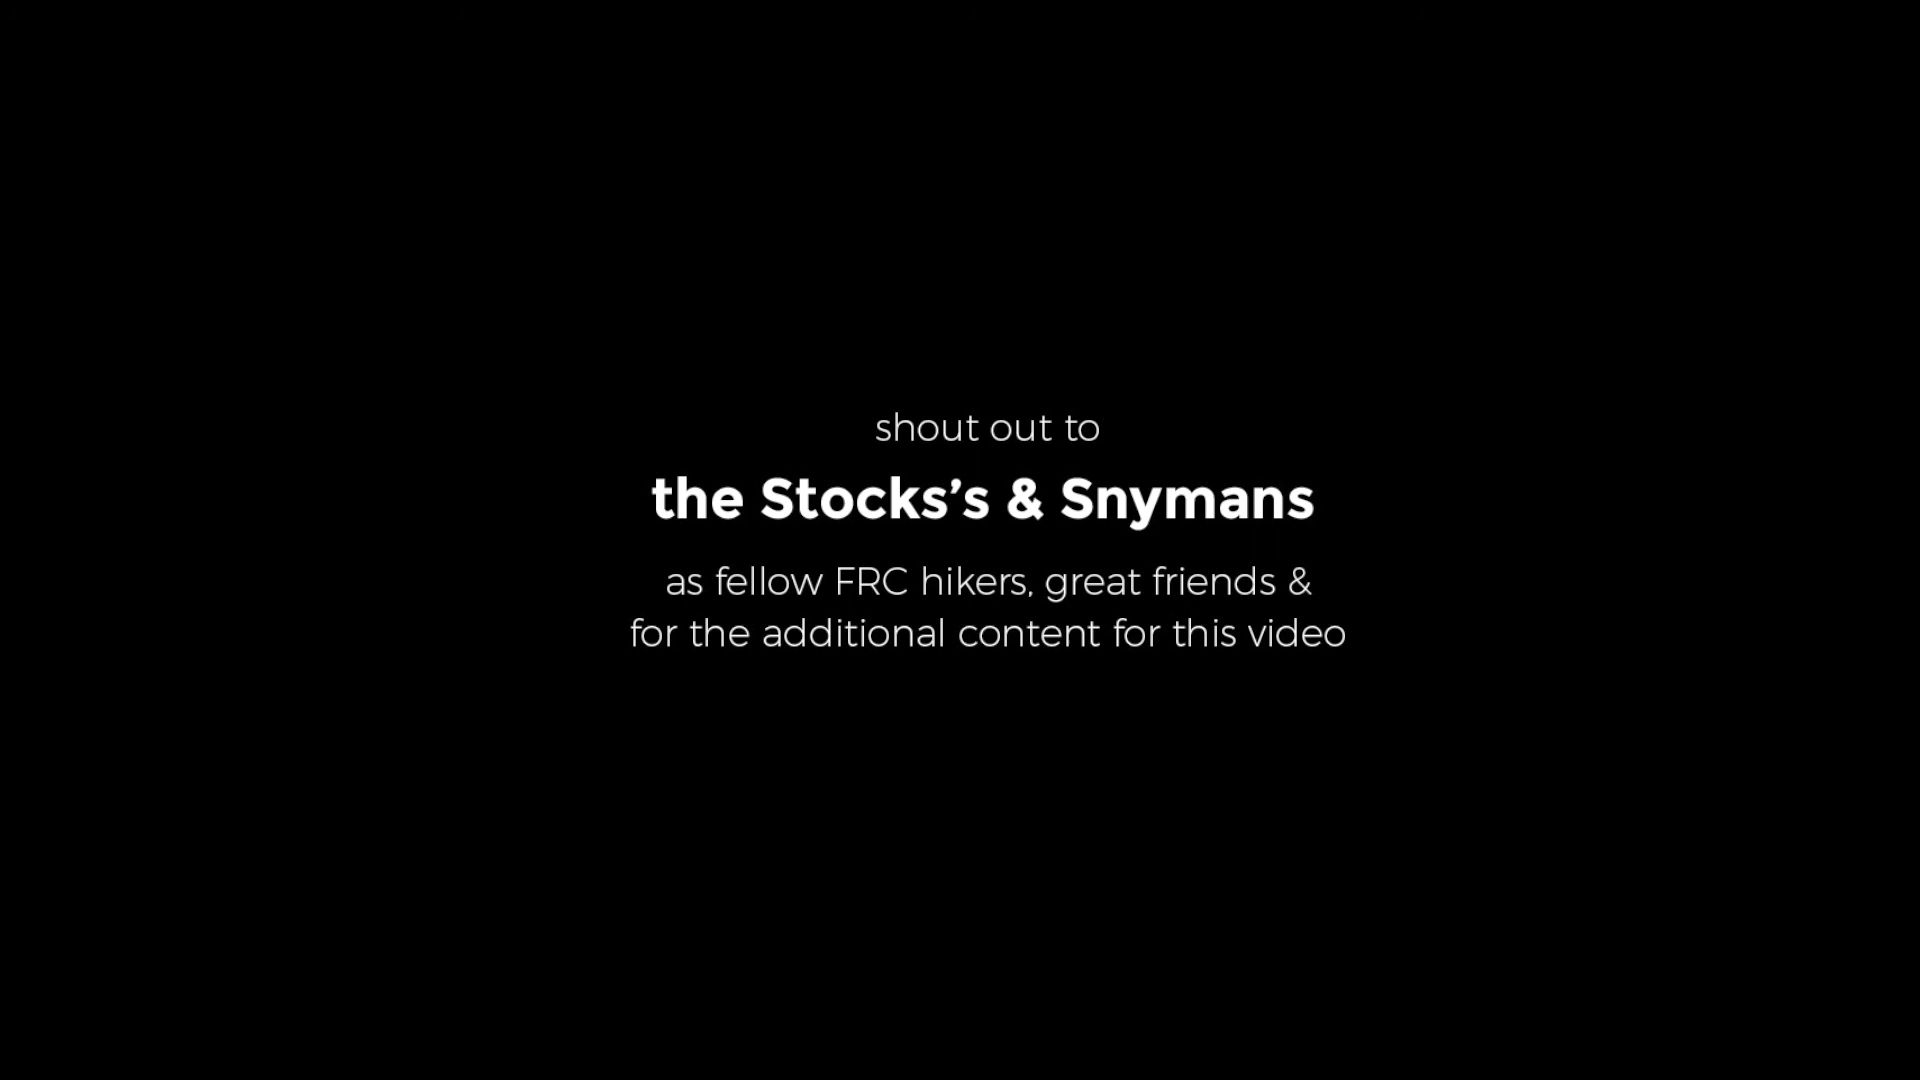 shout out to
the Stocks’s & Snymans
as fellow FRC hikers, great friends &
for the additional content for this video